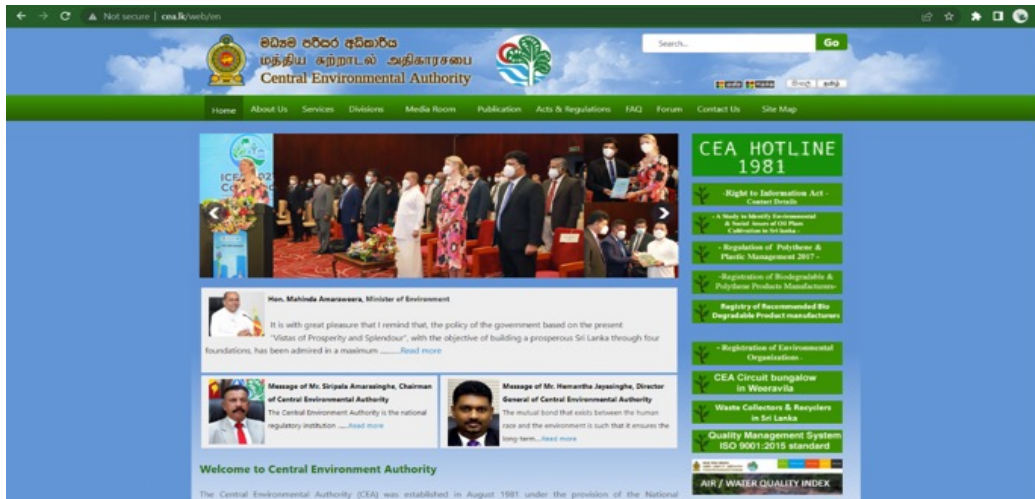 Not secure | cea.lk/web/en
මධ්‍යම පරිසර අධිකාරිය
மத்திய சுற்றாடல் அதிகாரசபை
Central Environmental Authority
Search...
Go
සිංහල
தமிழ்
Home About Us Services Divisions Media Room Publication Acts & Regulations FAQ Forum Contact Us Site Map
CEA HOTLINE
1981
-Right to Information Act -
Contact Details
- A Study to Identify Environmental
& Social issues of Oil Plam
Cultivation in Sri lanka -
- Regulation of Polythene &
Plastic Management 2017 -
-Registration of Biodegradable &
Polythene Products Manufactures-
Registry of Recommended Bio
Degradable Product manufacturers
- Registration of Environmental
Organizations -
CEA Circuit bungalow
in Weeravila
Waste Collectors & Recyclers
in Sri Lanka
Quality Management System
ISO 9001:2015 standard
AIR / WATER QUALITY INDEX
Hon. Mahinda Amaraweera, Minister of Environment
It is with great pleasure that I remind that, the policy of the government based on the present
"Vistas of Prosperity and Splendour", with the objective of building a prosperous Sri Lanka through four
foundations, has been admired in a maximum ..........Read more
Message of Mr. Siripala Amarasinghe, Chairman
of Central Environmental Authority
The Central Environment Authority is the national
regulatory institution ......Read more
Message of Mr. Hemantha Jayasinghe, Director
General of Central Environmental Authority
The mutual bond that exists between the human
race and the environment is such that it ensures the
long-term...Read more
Welcome to Central Environment Authority
The Central Environmental Authority (CEA) was established in August 1981 under the provision of the National